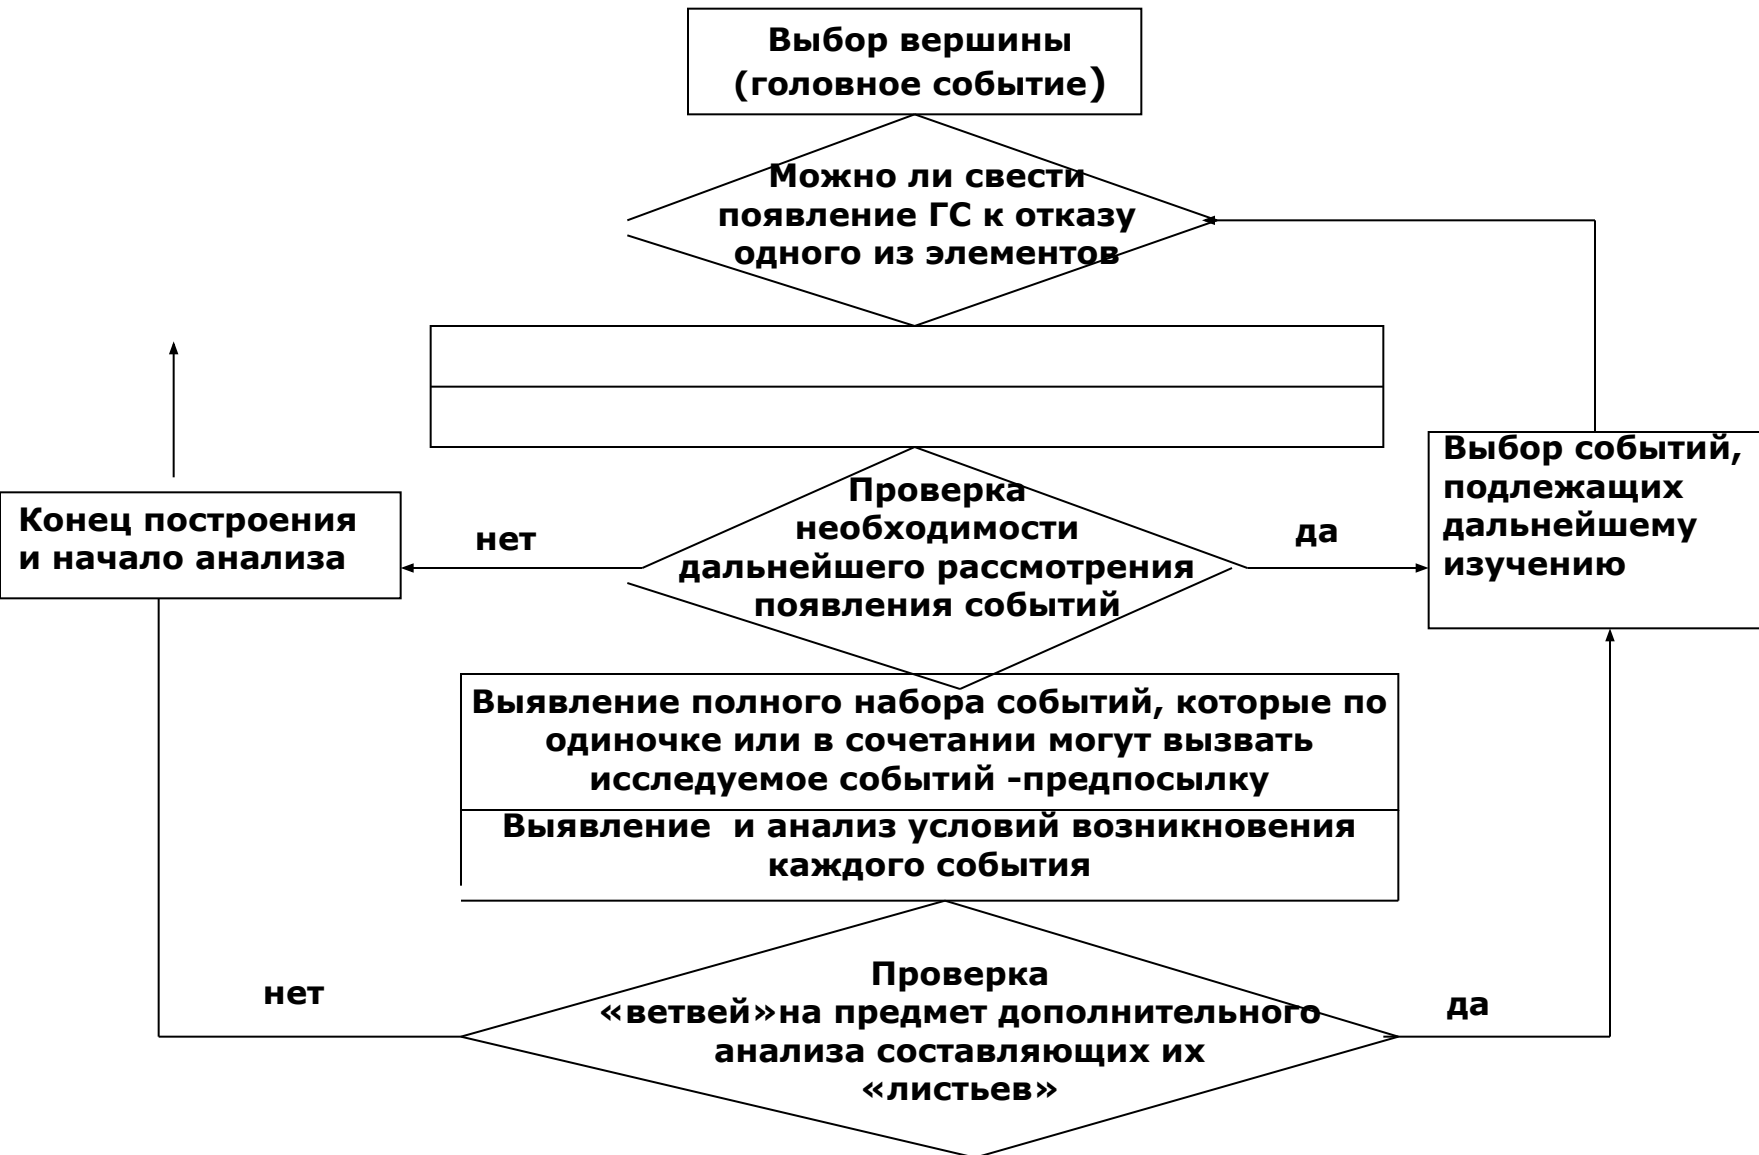 Выбор вершины
(головное событие)
Можно ли свести
появление ГС к отказу
одного из элементов
Выбор событий,
подлежащих
дальнейшему
изучению
Проверка
необходимости
дальнейшего рассмотрения
появления событий
Конец построения
и начало анализа
нет
да
Выявление полного набора событий, которые по
одиночке или в сочетании могут вызвать
исследуемое событий -предпосылку
Выявление  и анализ условий возникновения
каждого события
Проверка
«ветвей»на предмет дополнительного
анализа составляющих их
«листьев»
нет
да